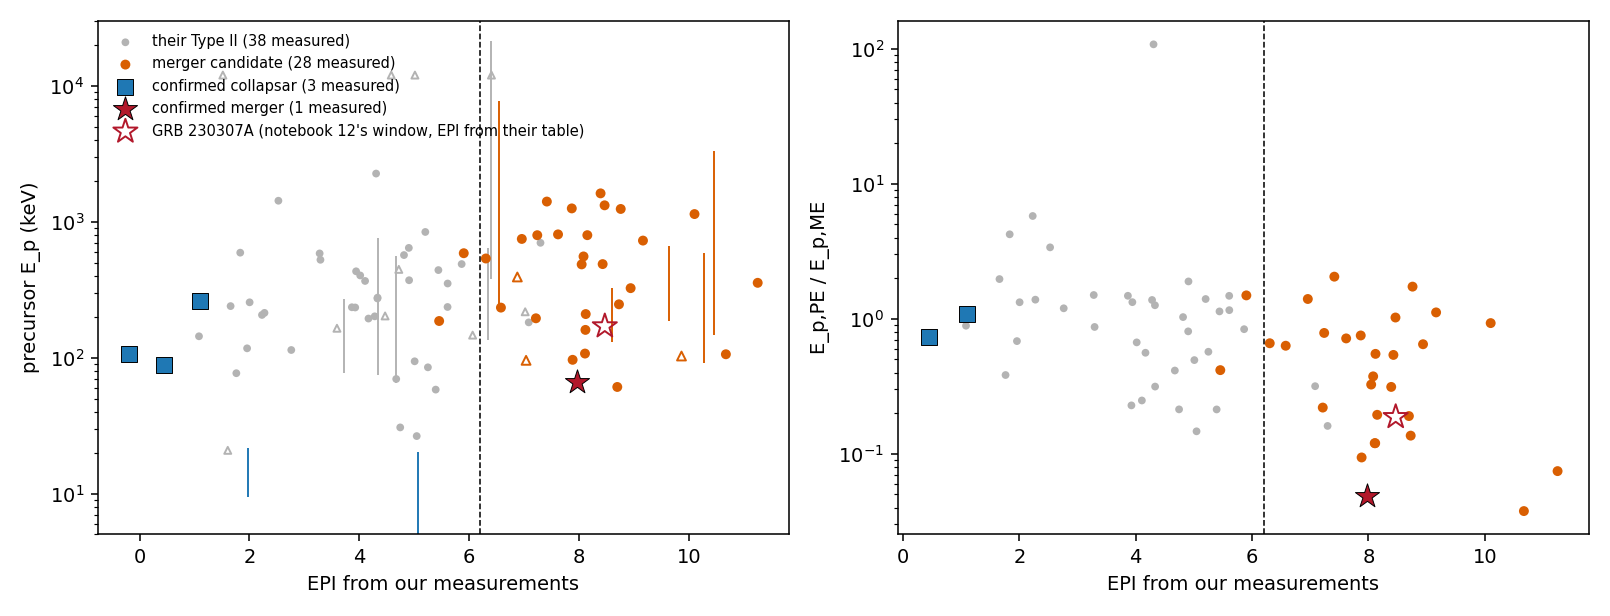 their Type II (38 measured)
merger candidate (28 measured)
confirmed collapsar (3 measured)
confirmed merger (1 measured)
GRB 230307A (notebook 12's window, EPI from their table)
precursor E_p (keV)
10⁴
10³
10²
10¹
0 2 4 6 8 10
EPI from our measurements
E_p,PE / E_p,ME
10²
10¹
10⁰
10⁻¹
0 2 4 6 8 10
EPI from our measurements